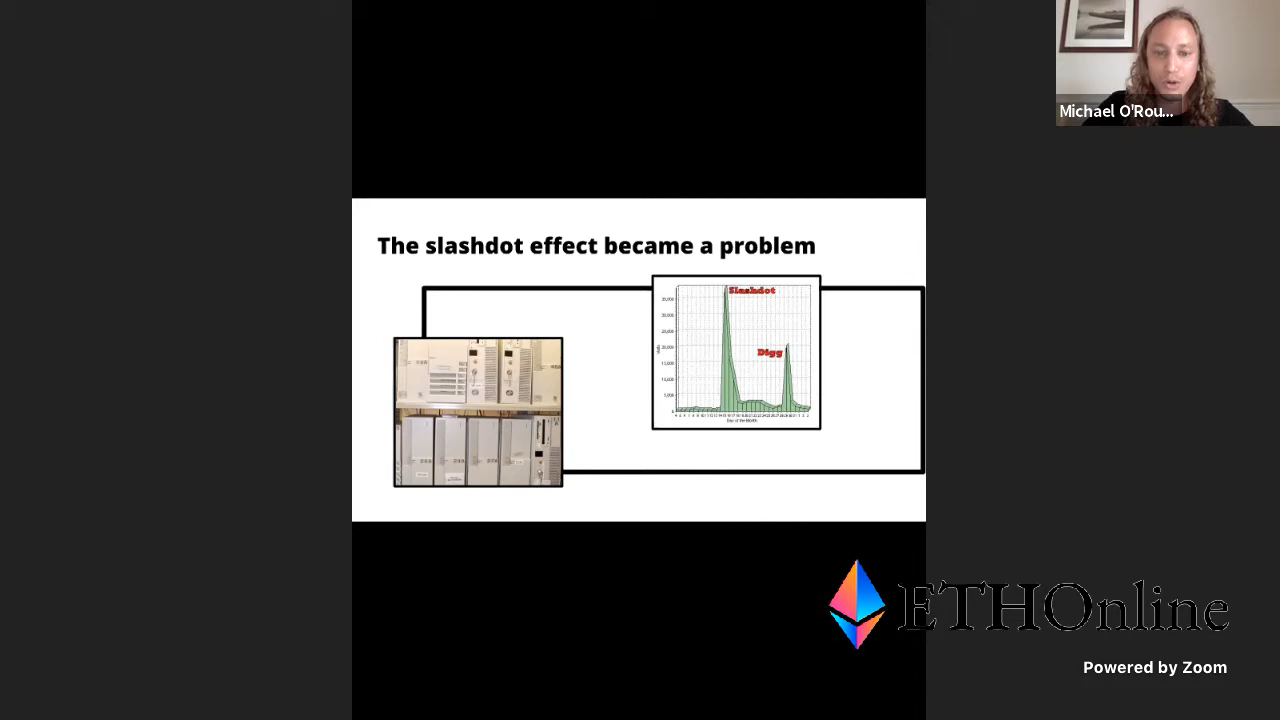 Michael O'Rou...
The slashdot effect became a problem
Slashdot
Digg
ETHOnline
Powered by Zoom